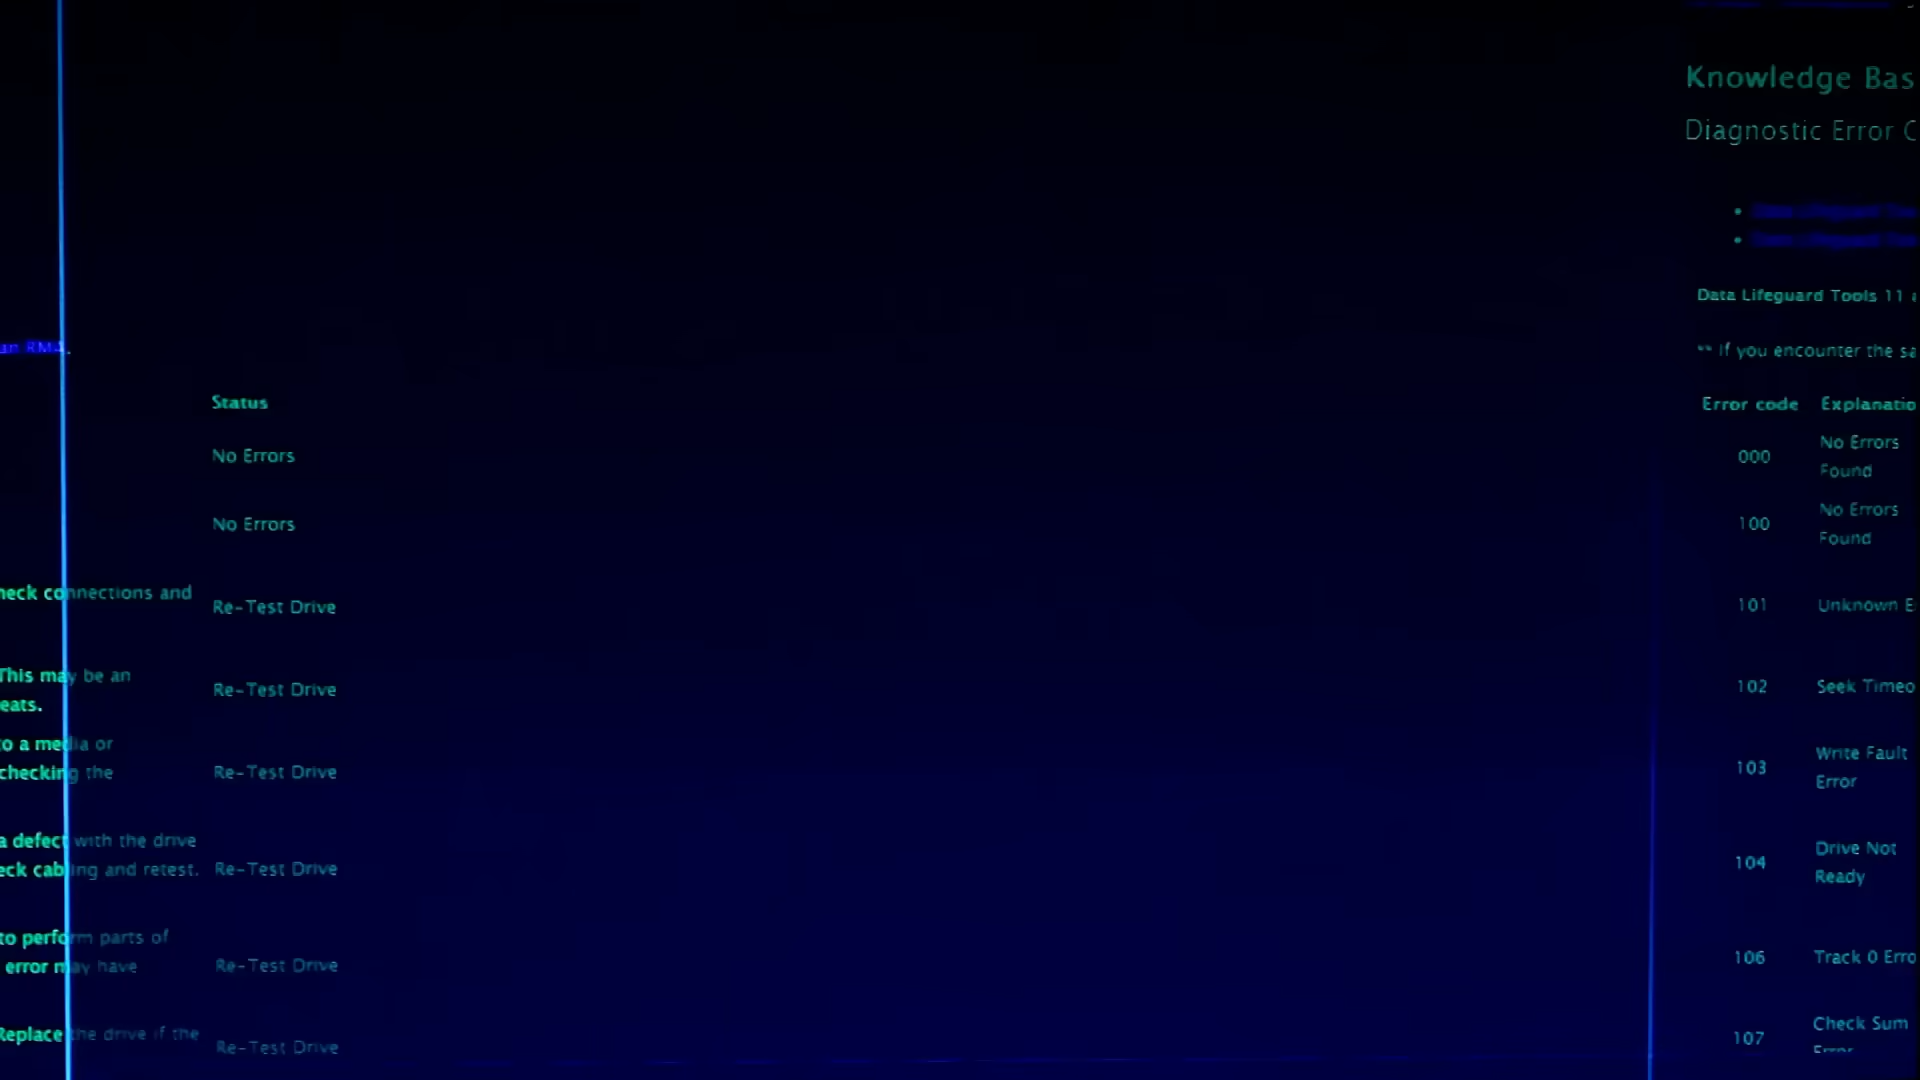 Knowledge Bas
Diagnostic Error C
Data Lifeguard Tools 11
** If you encounter the sa
an RMA.
Status
Error code Explanatio
No Errors
000 No Errors
Found
No Errors
100 No Errors
Found
heck connections and
Re-Test Drive
101 Unknown E
This may be an
eats.
Re-Test Drive
102 Seek Timeo
to a media or
checking the
Re-Test Drive
103 Write Fault
Error
a defect with the drive
eck cabling and retest.
Re-Test Drive
104 Drive Not
Ready
to perform parts of
error may have
Re-Test Drive
106 Track 0 Erro
Replace the drive if the
Re-Test Drive
107 Check Sum
Error